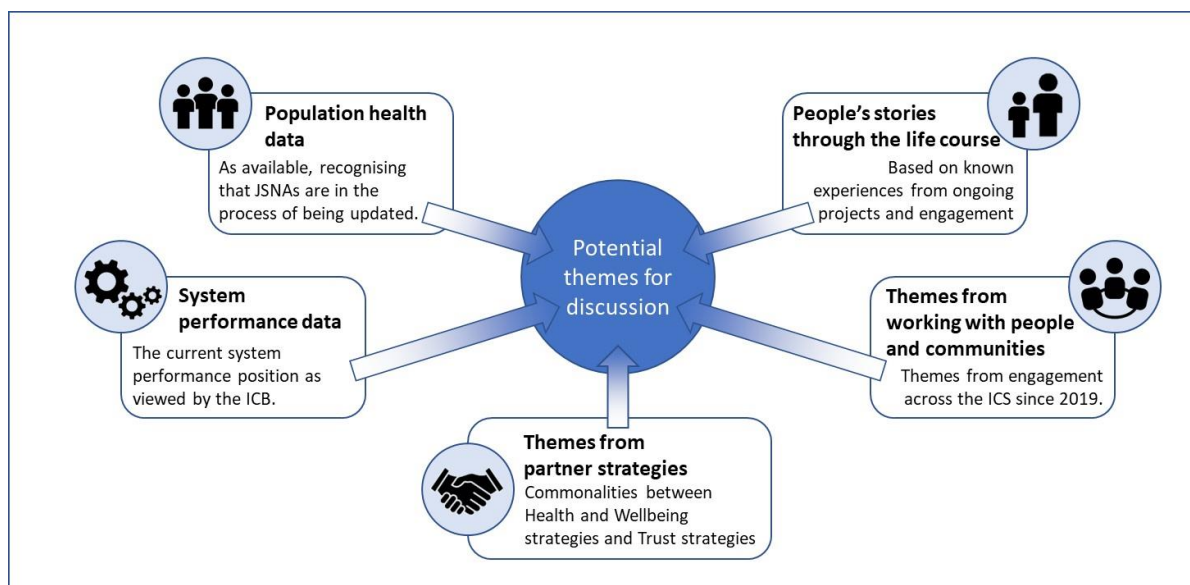 Population health
data
As available, recognising
that JSNAs are in the
process of being updated.
People’s stories
through the life course
Based on known
experiences from ongoing
projects and engagement
Potential
themes for
discussion
System
performance data
The current system
performance position as
viewed by the ICB.
Themes from
working with people
and communities
Themes from engagement
across the ICS since 2019.
Themes from
partner strategies
Commonalities between
Health and Wellbeing
strategies and Trust strategies